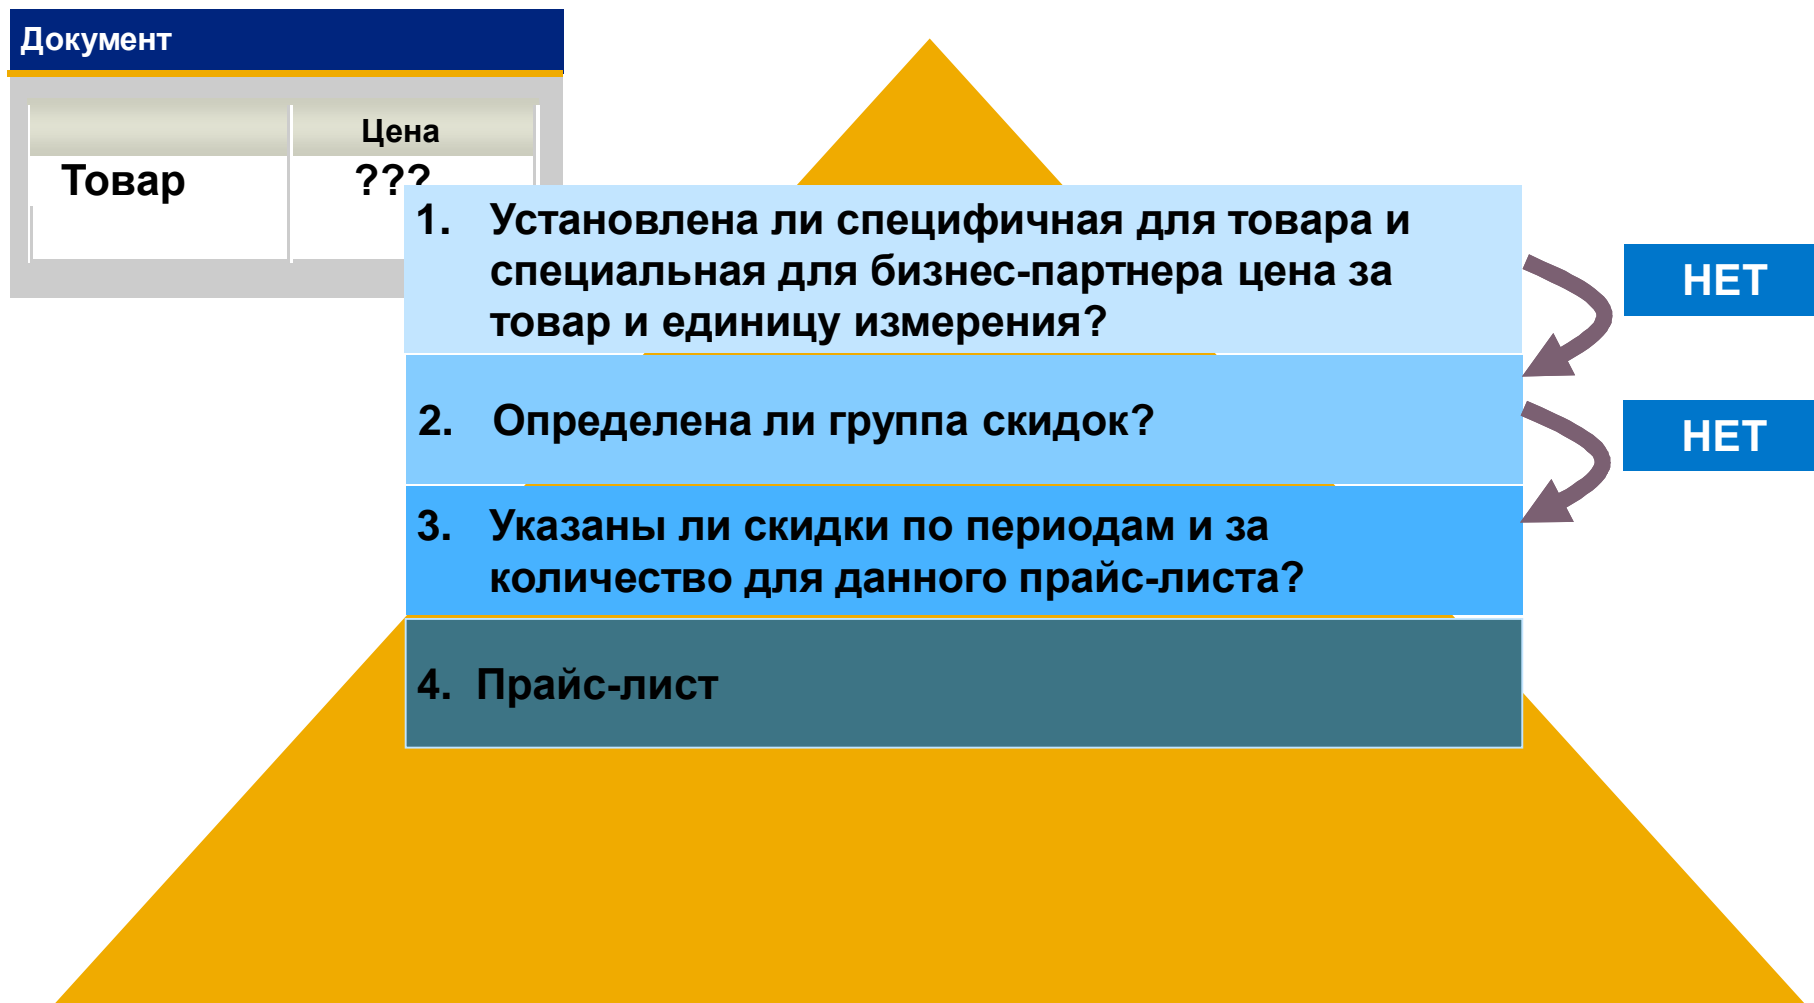 Документ
Цена
Товар ???
1. Установлена ли специфичная для товара и
специальная для бизнес-партнера цена за
товар и единицу измерения?
НЕТ
2. Определена ли группа скидок?
НЕТ
3. Указаны ли скидки по периодам и за
количество для данного прайс-листа?
4. Прайс-лист